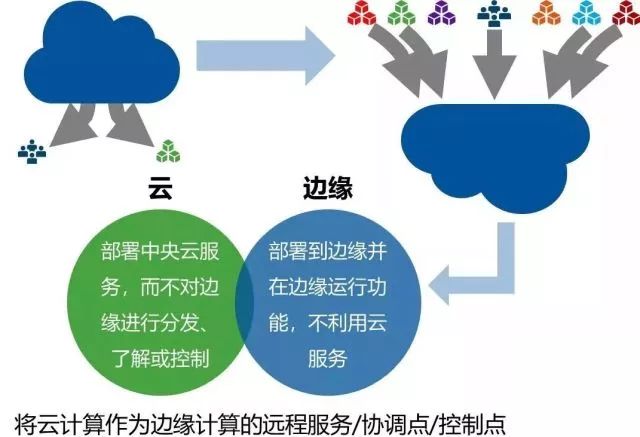 云
边缘
部署中央云服
务，而不对边
缘进行分发、
了解或控制
部署到边缘并
在边缘运行功
能，不利用云
服务
将云计算作为边缘计算的远程服务/协调点/控制点